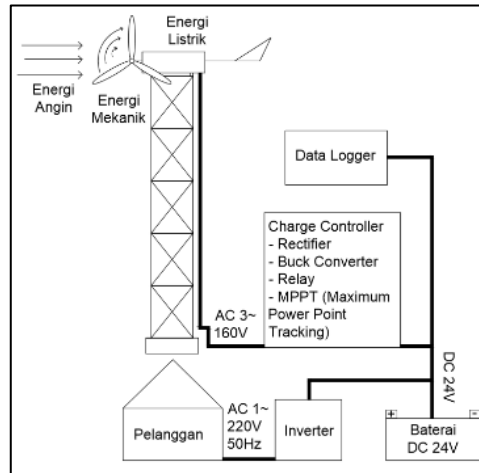 Energi
Listrik
Energi
Angin
Energi
Mekanik
Data Logger
Charge Controller
- Rectifier
- Buck Converter
- Relay
- MPPT (Maximum
Power Point
Tracking)
AC 3~
160V
DC 24V
Pelanggan
AC 1~
220V
50Hz
Inverter
+
-
Baterai
DC 24V